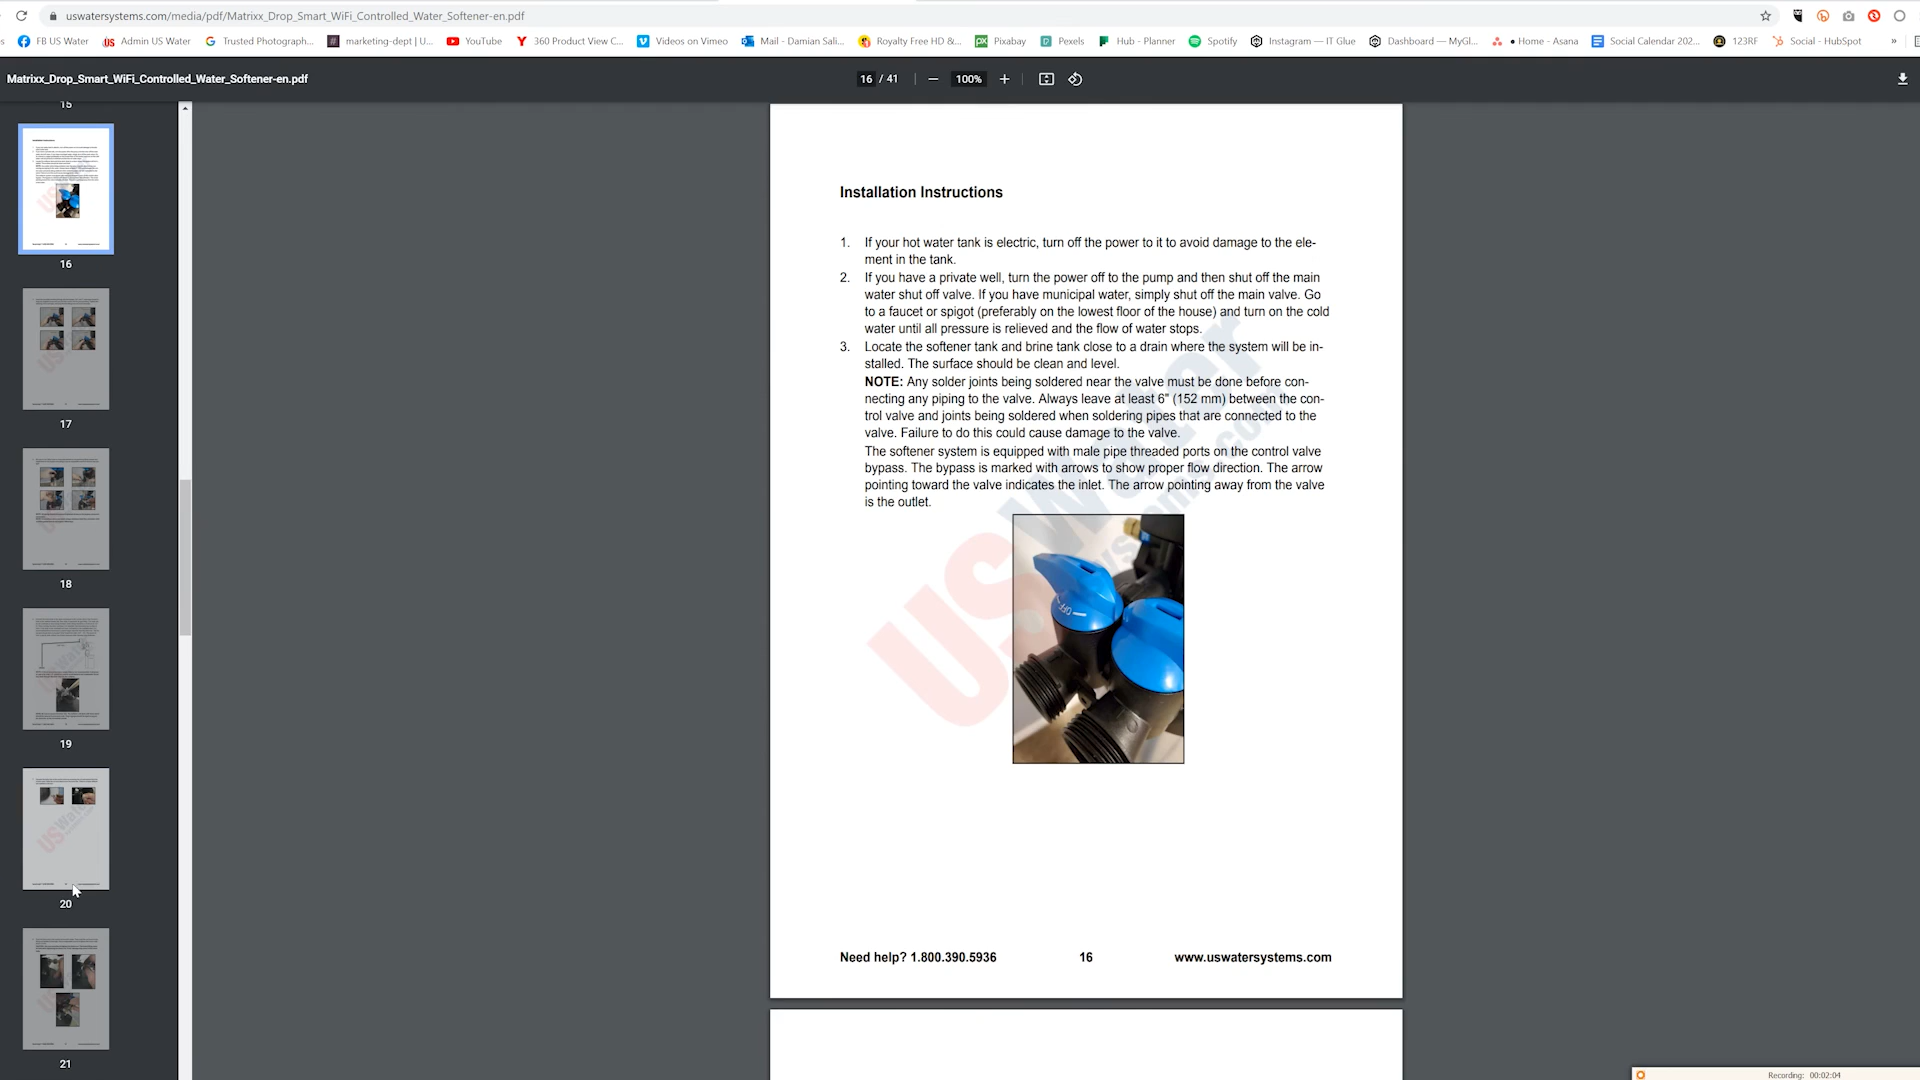 uswatersystems.com/media/pdf/Matrixx_Drop_Smart_WiFi_Controlled_Water_Softener-en.pdf
s FB US Water Admin US Water Trusted Photograph... marketing-dept | U... YouTube 360 Product View C... Videos on Vimeo Mail - Damian Sali... Royalty Free HD &... Pixabay Pexels Hub - Planner Spotify Instagram — IT Glue Dashboard — MyGl... • Home - Asana Social Calendar 202... 123RF Social - HubSpot »
Matrixx_Drop_Smart_WiFi_Controlled_Water_Softener-en.pdf 16 / 41 100%
15
16
17
18
19
20
21
Installation Instructions
1. If your hot water tank is electric, turn off the power to it to avoid damage to the ele-
ment in the tank.
2. If you have a private well, turn the power off to the pump and then shut off the main
water shut off valve. If you have municipal water, simply shut off the main valve. Go
to a faucet or spigot (preferably on the lowest floor of the house) and turn on the cold
water until all pressure is relieved and the flow of water stops.
3. Locate the softener tank and brine tank close to a drain where the system will be in-
stalled. The surface should be clean and level.
NOTE: Any solder joints being soldered near the valve must be done before con-
necting any piping to the valve. Always leave at least 6" (152 mm) between the con-
trol valve and joints being soldered when soldering pipes that are connected to the
valve. Failure to do this could cause damage to the valve.
The softener system is equipped with male pipe threaded ports on the control valve
bypass. The bypass is marked with arrows to show proper flow direction. The arrow
pointing toward the valve indicates the inlet. The arrow pointing away from the valve
is the outlet.
US Water
OFF
Need help? 1.800.390.5936 16 www.uswatersystems.com
Recording: 00:02:04